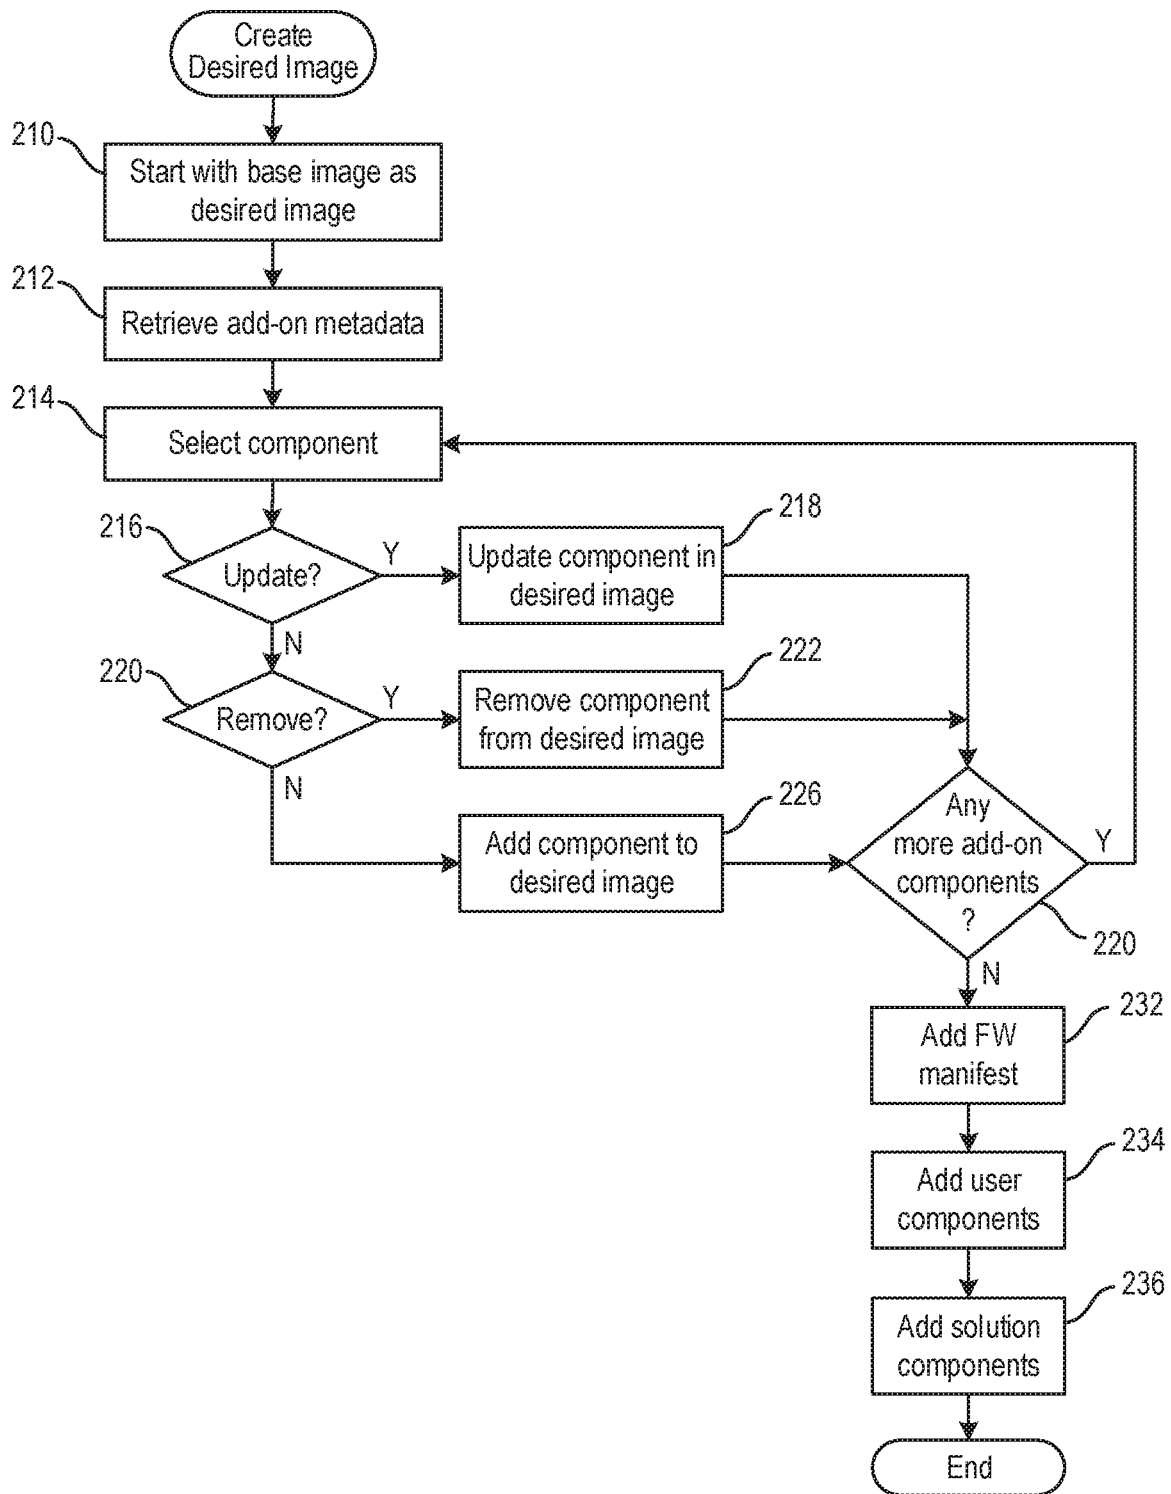 Create
Desired Image
210
Start with base image as
desired image
212
Retrieve add-on metadata
214
Select component
216
Update?
Y
N
218
Update component in
desired image
220
Remove?
Y
N
222
Remove component
from desired image
226
Add component to
desired image
Any
more add-on
components
?
Y
220
N
232
Add FW
manifest
234
Add user
components
236
Add solution
components
End